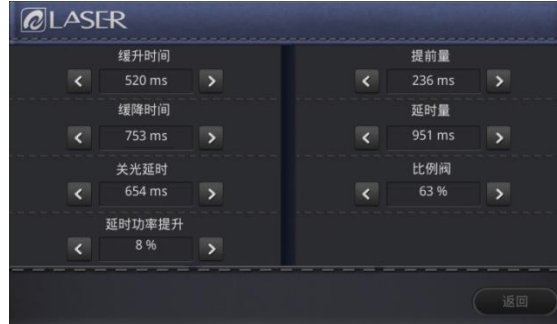 LASER
缓升时间
520 ms
缓降时间
753 ms
关光延时
654 ms
延时功率提升
8 %
提前量
236 ms
延时量
951 ms
比例阀
63 %
返回